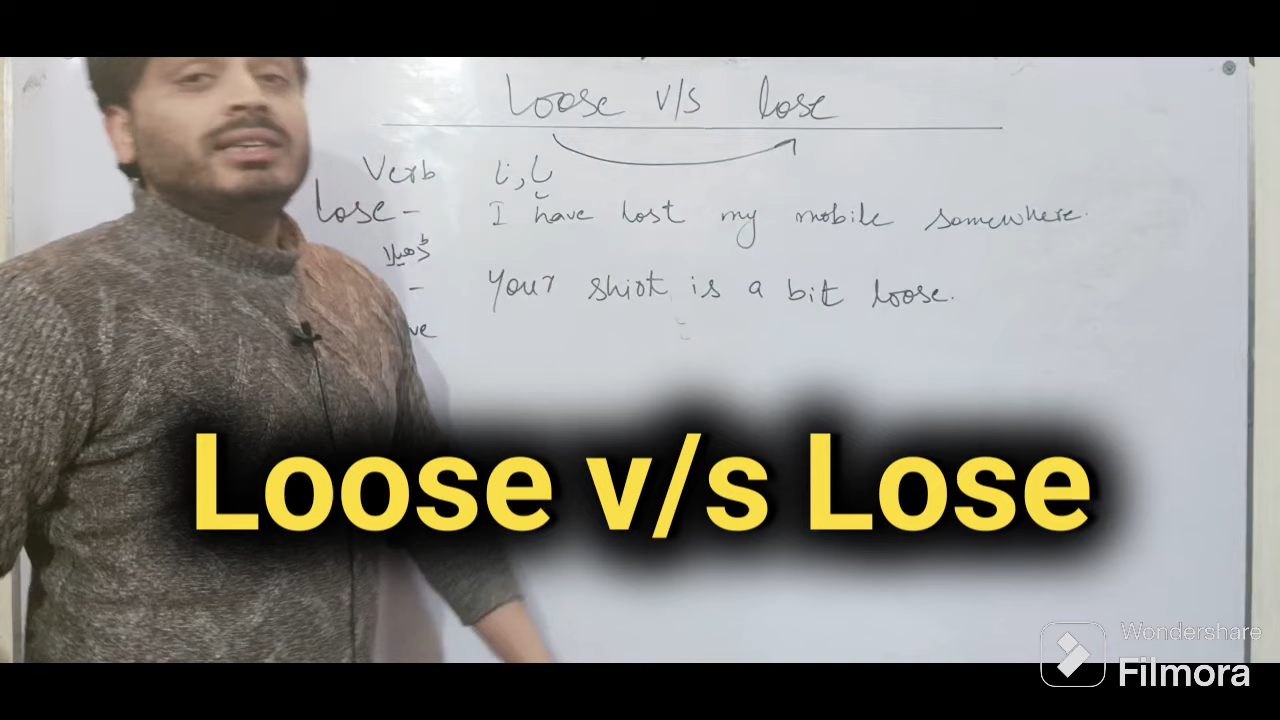 Loose v/s lose
Verb
lose - I have lost my mobile somewhere.
ڈھیلا
- Your shirt is a bit loose.
ve
Loose v/s Lose
Wondershare
Filmora